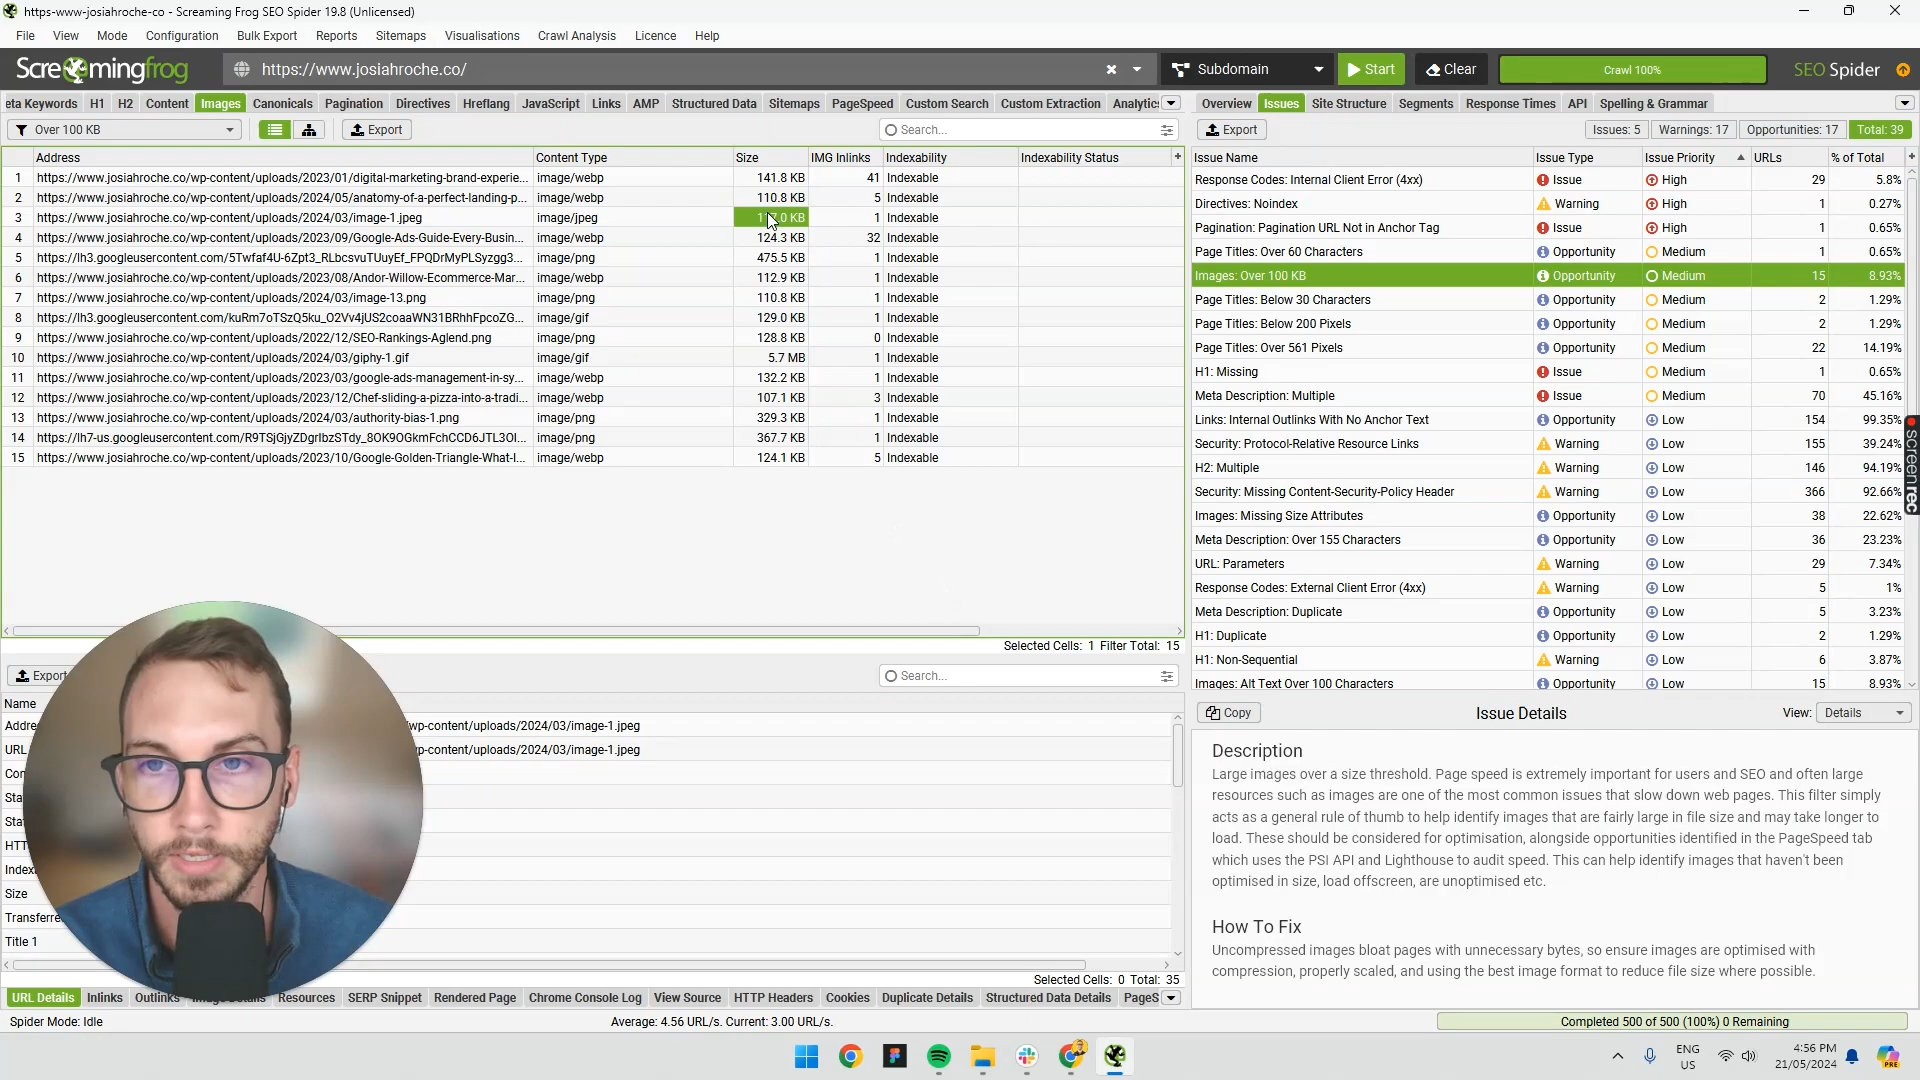 https-www-josiahroche-co - Screaming Frog SEO Spider 19.8 (Unlicensed)
File View Mode Configuration Bulk Export Reports Sitemaps Visualisations Crawl Analysis Licence Help
Screamingfrog https://www.josiahroche.co/ Subdomain Start Clear Crawl 100% SEO Spider
eta Keywords H1 H2 Content Images Canonicals Pagination Directives Hreflang JavaScript Links AMP Structured Data Sitemaps PageSpeed Custom Search Custom Extraction Analytic
Over 100 KB Export Search...
Address Content Type Size IMG Inlinks Indexability Indexability Status
1 https://www.josiahroche.co/wp-content/uploads/2023/01/digital-marketing-brand-experie... image/webp 141.8 KB 41 Indexable
2 https://www.josiahroche.co/wp-content/uploads/2024/05/anatomy-of-a-perfect-landing-p... image/webp 110.8 KB 5 Indexable
3 https://www.josiahroche.co/wp-content/uploads/2024/03/image-1.jpeg image/jpeg KB 1 Indexable
4 https://www.josiahroche.co/wp-content/uploads/2023/09/Google-Ads-Guide-Every-Busin... image/webp 124.3 KB 32 Indexable
5 https://lh3.googleusercontent.com/5Twfaf4U-6Zpt3_RLbcsvuTUuyEf_FPQDrMyPLSyzgg3... image/png 475.5 KB 1 Indexable
6 https://www.josiahroche.co/wp-content/uploads/2023/08/Andor-Willow-Ecommerce-Mar... image/webp 112.9 KB 1 Indexable
7 https://www.josiahroche.co/wp-content/uploads/2024/03/image-13.png image/png 110.8 KB 1 Indexable
8 https://lh3.googleusercontent.com/kuRm7oTSzQ5ku_O2Vv4jUS2coaaWN31BRhhFpcoZG... image/gif 129.0 KB 1 Indexable
9 https://www.josiahroche.co/wp-content/uploads/2022/12/SEO-Rankings-Aglend.png image/png 128.8 KB 0 Indexable
10 https://www.josiahroche.co/wp-content/uploads/2024/03/giphy-1.gif image/gif 5.7 MB 1 Indexable
11 https://www.josiahroche.co/wp-content/uploads/2023/03/google-ads-management-in-sy... image/webp 132.2 KB 1 Indexable
12 https://www.josiahroche.co/wp-content/uploads/2023/12/Chef-sliding-a-pizza-into-a-tradi... image/webp 107.1 KB 3 Indexable
13 https://www.josiahroche.co/wp-content/uploads/2024/03/authority-bias-1.png image/png 329.3 KB 1 Indexable
14 https://lh7-us.googleusercontent.com/R9TSjGjyZDgrIbzSTdy_8OK9OGkmFchCCD6JTL3OI... image/png 367.7 KB 1 Indexable
15 https://www.josiahroche.co/wp-content/uploads/2023/10/Google-Golden-Triangle-What-I... image/webp 124.1 KB 5 Indexable
Selected Cells: 1 Filter Total: 15
Export Search...
Name
Addre wp-content/uploads/2024/03/image-1.jpeg
URL wp-content/uploads/2024/03/image-1.jpeg
Con
Sta
Sta
HTT
Index
Size
Transferre
Title 1
Selected Cells: 0 Total: 35
URL Details Inlinks Outlinks Image Details Resources SERP Snippet Rendered Page Chrome Console Log View Source HTTP Headers Cookies Duplicate Details Structured Data Details PageS
Spider Mode: Idle Average: 4.56 URL/s. Current: 3.00 URL/s. Completed 500 of 500 (100%) 0 Remaining
Overview Issues Site Structure Segments Response Times API Spelling & Grammar
Export Issues: 5 Warnings: 17 Opportunities: 17 Total: 39
Issue Name Issue Type Issue Priority URLs % of Total
Response Codes: Internal Client Error (4xx) Issue High 29 5.8%
Directives: Noindex Warning High 1 0.27%
Pagination: Pagination URL Not in Anchor Tag Issue High 1 0.65%
Page Titles: Over 60 Characters Opportunity Medium 1 0.65%
Images: Over 100 KB Opportunity Medium 15 8.93%
Page Titles: Below 30 Characters Opportunity Medium 2 1.29%
Page Titles: Below 200 Pixels Opportunity Medium 2 1.29%
Page Titles: Over 561 Pixels Opportunity Medium 22 14.19%
H1: Missing Issue Medium 1 0.65%
Meta Description: Multiple Issue Medium 70 45.16%
Links: Internal Outlinks With No Anchor Text Opportunity Low 154 99.35%
Security: Protocol-Relative Resource Links Warning Low 155 39.24%
H2: Multiple Warning Low 146 94.19%
Security: Missing Content-Security-Policy Header Warning Low 366 92.66%
Images: Missing Size Attributes Opportunity Low 38 22.62%
Meta Description: Over 155 Characters Opportunity Low 36 23.23%
URL: Parameters Warning Low 29 7.34%
Response Codes: External Client Error (4xx) Warning Low 5 1%
Meta Description: Duplicate Opportunity Low 5 3.23%
H1: Duplicate Opportunity Low 2 1.29%
H1: Non-Sequential Warning Low 6 3.87%
Images: Alt Text Over 100 Characters Opportunity Low 15 8.93%
Copy Issue Details View: Details
Description
Large images over a size threshold. Page speed is extremely important for users and SEO and often large
resources such as images are one of the most common issues that slow down web pages. This filter simply
acts as a general rule of thumb to help identify images that are fairly large in file size and may take longer to
load. These should be considered for optimisation, alongside opportunities identified in the PageSpeed tab
which uses the PSI API and Lighthouse to audit speed. This can help identify images that haven't been
optimised in size, load offscreen, are unoptimised etc.
How To Fix
Uncompressed images bloat pages with unnecessary bytes, so ensure images are optimised with
compression, properly scaled, and using the best image format to reduce file size where possible.
screenrec
ENG
US
4:56 PM
21/05/2024
PRE